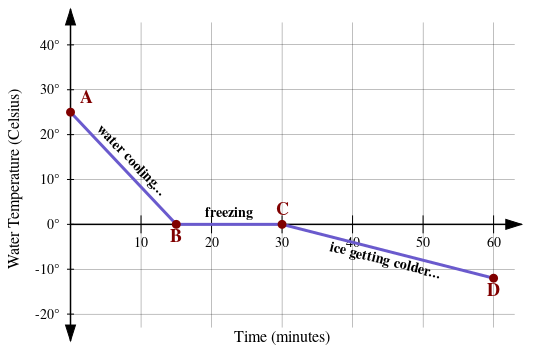 Water Temperature (Celsius)
40°
30°
20°
10°
0°
-10°
-20°
A
water cooling...
B
freezing
C
ice getting colder...
D
10
20
30
40
50
60
Time (minutes)